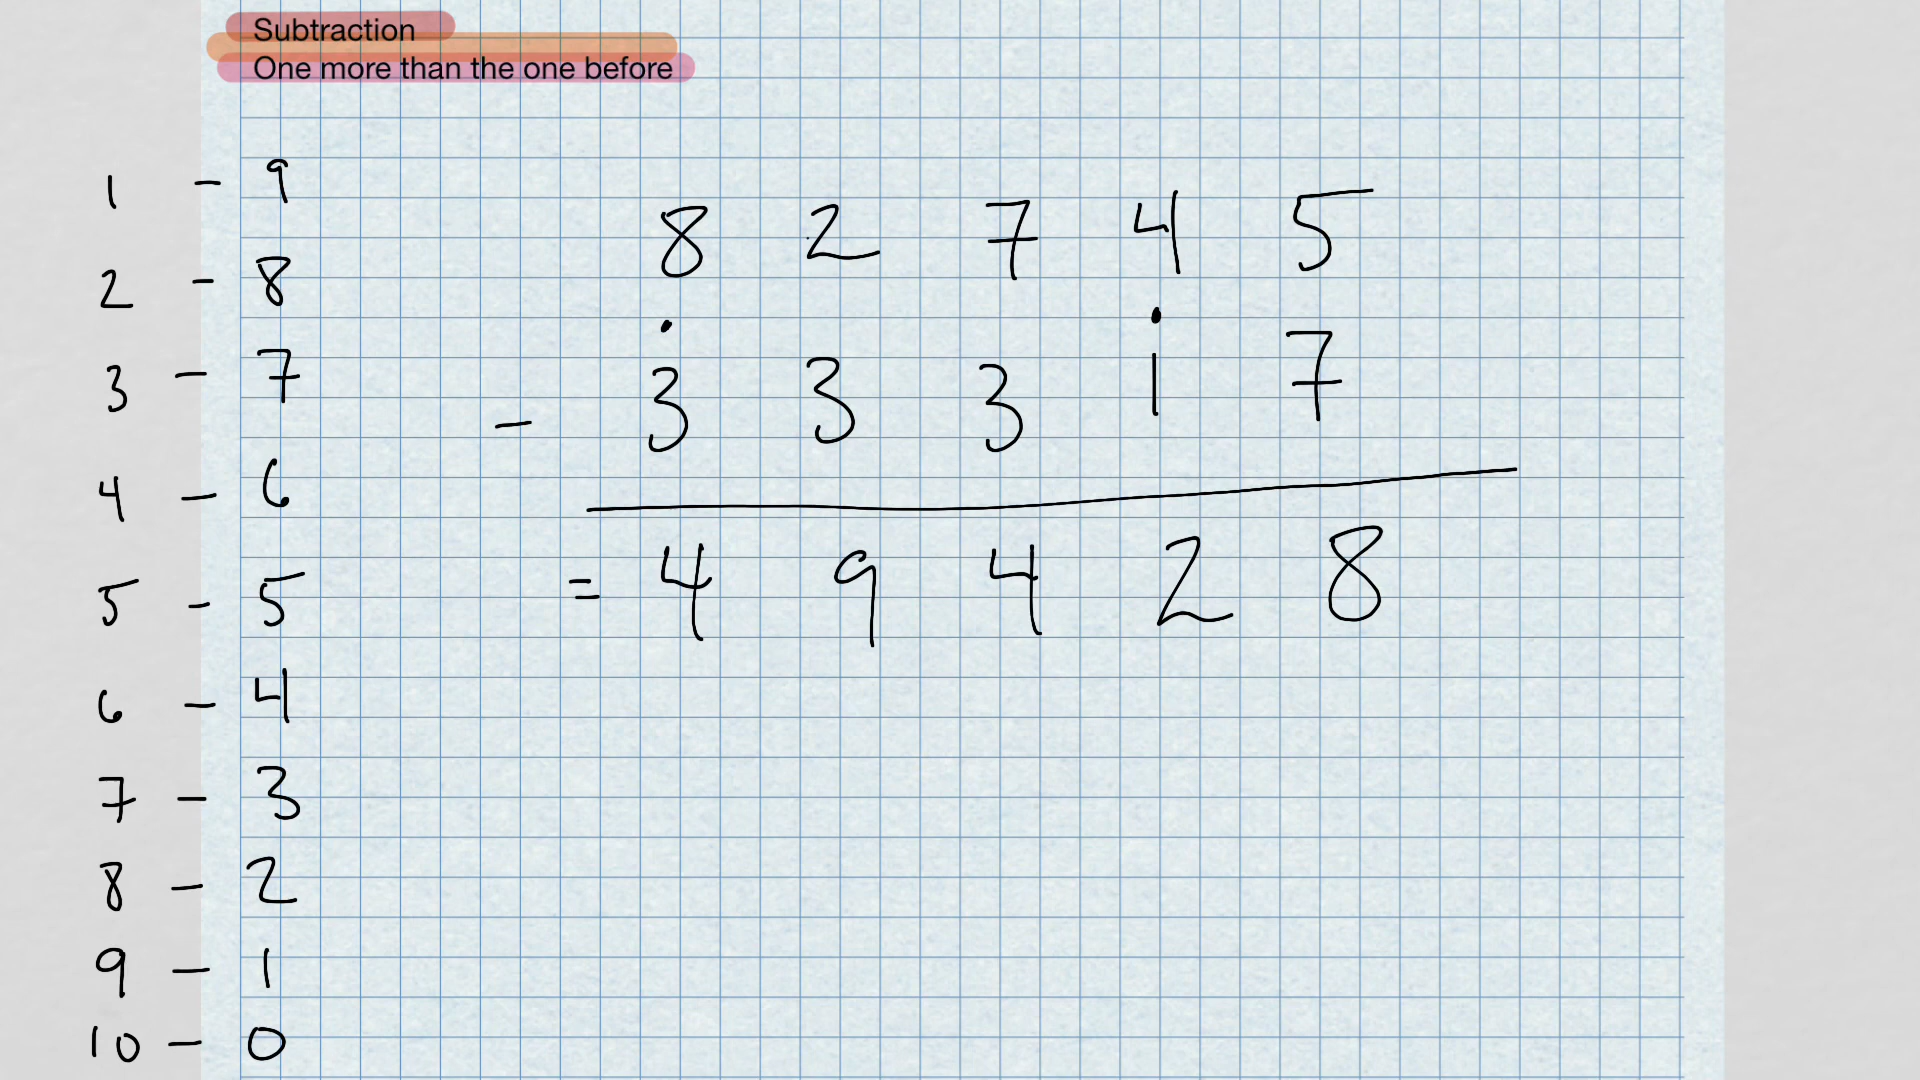 Subtraction
One more than the one before
1 - 9
2 - 8
3 - 7
4 - 6
5 - 5
6 - 4
7 - 3
8 - 2
9 - 1
10 - 0
8 2 7 4 5
- 3 3 3 1 7
= 4 9 4 2 8